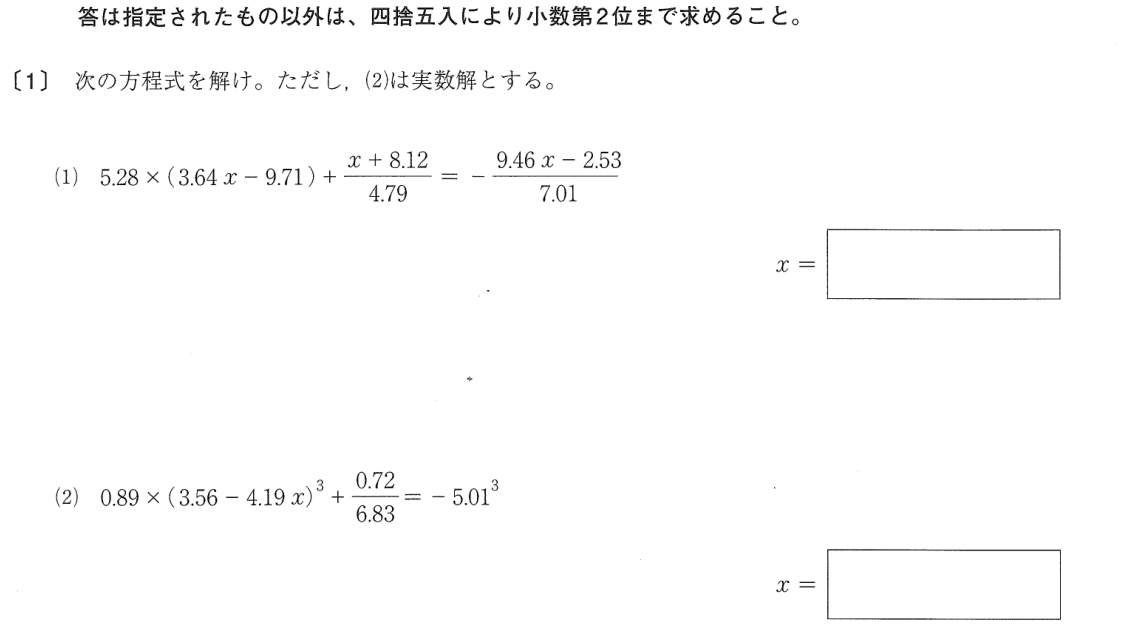 答は指定されたもの以外は、四捨五入により小数第2位まで求めること。
〔1〕 次の方程式を解け。ただし, (2)は実数解とする。
(1) 5.28 × ( 3.64 x − 9.71 ) + \frac{x + 8.12}{4.79} = − \frac{9.46 x − 2.53}{7.01}
x =
(2) 0.89 × ( 3.56 − 4.19 x )^3 + \frac{0.72}{6.83} = − 5.01^3
x =